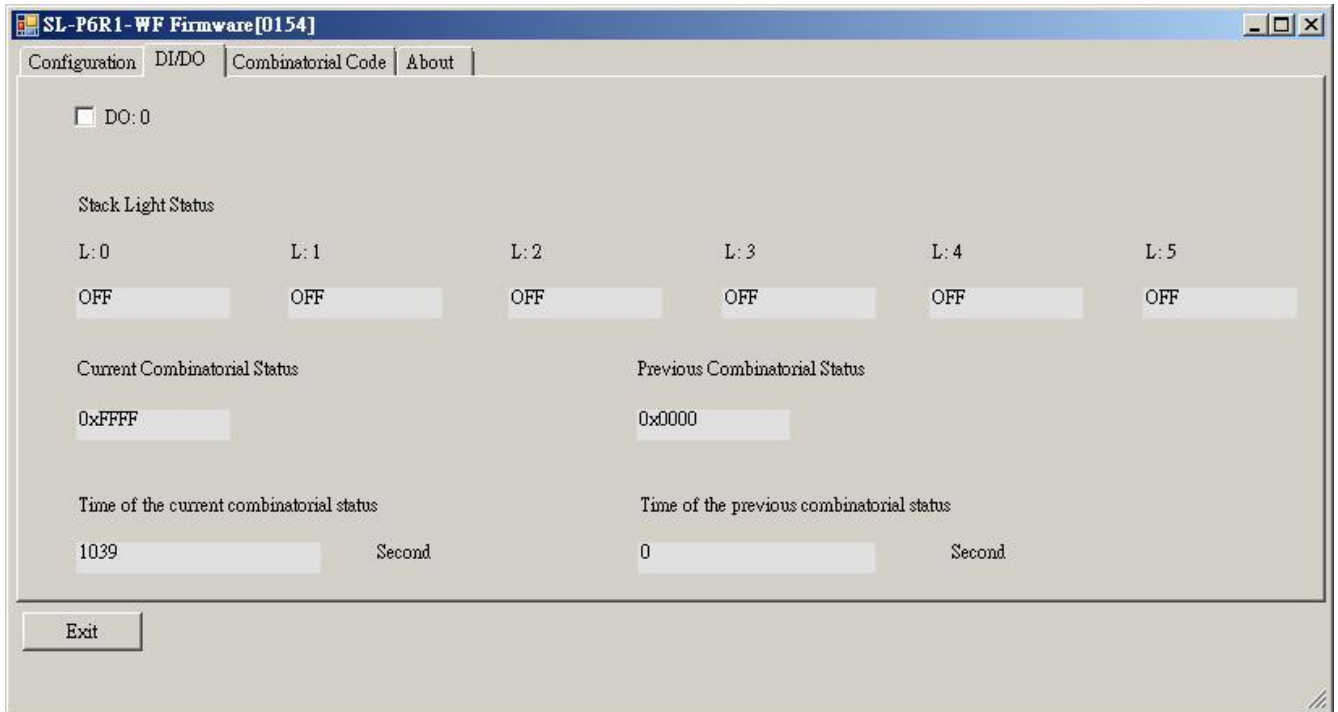 SL-P6R1-WF Firmware[0154]
Configuration DI/DO Combinatorial Code About
DO: 0
Stack Light Status
L: 0 L: 1 L: 2 L: 3 L: 4 L: 5
OFF OFF OFF OFF OFF OFF
Current Combinatorial Status Previous Combinatorial Status
0xFFFF 0x0000
Time of the current combinatorial status Time of the previous combinatorial status
1039 Second 0 Second
Exit